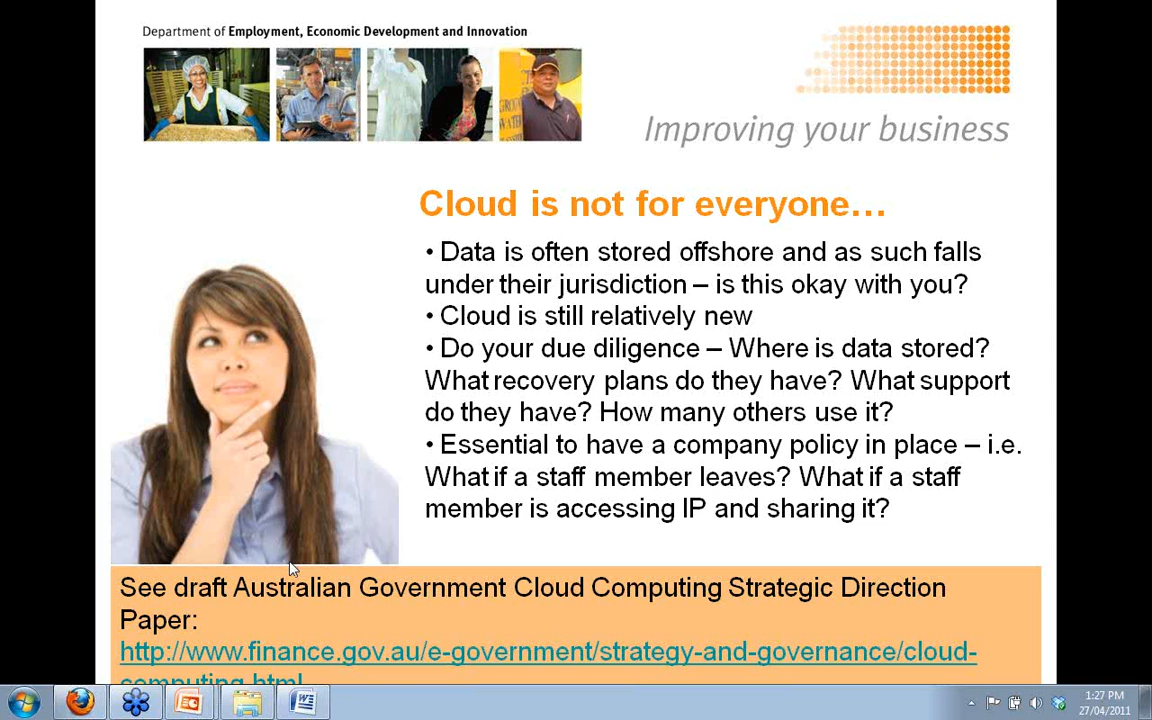 Department of Employment, Economic Development and Innovation
Improving your business
Cloud is not for everyone…
• Data is often stored offshore and as such falls
under their jurisdiction – is this okay with you?
• Cloud is still relatively new
• Do your due diligence – Where is data stored?
What recovery plans do they have? What support
do they have? How many others use it?
• Essential to have a company policy in place – i.e.
What if a staff member leaves? What if a staff
member is accessing IP and sharing it?
See draft Australian Government Cloud Computing Strategic Direction
Paper:
http://www.finance.gov.au/e-government/strategy-and-governance/cloud-
computing.html
1:27 PM
27/04/2011